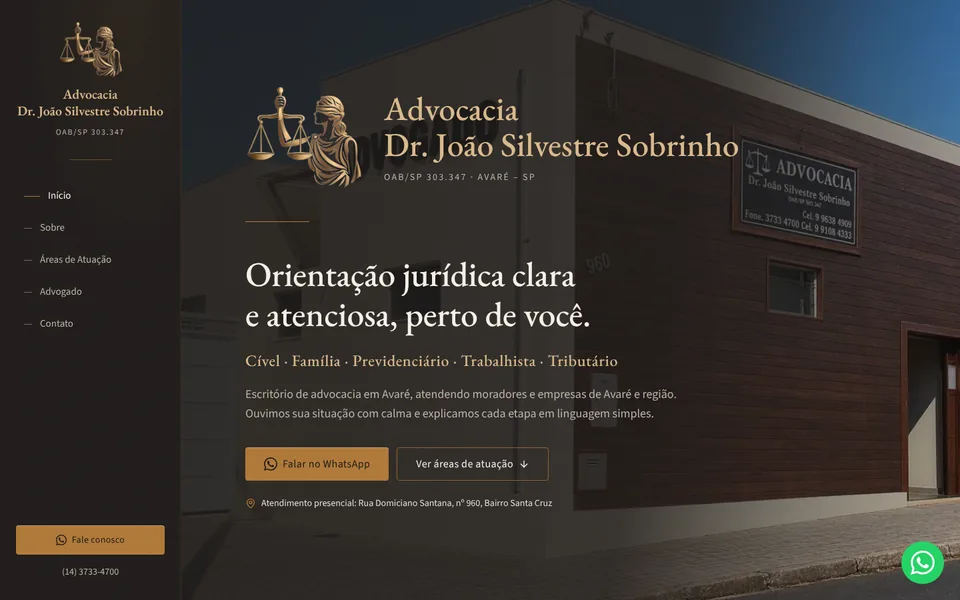 Advocacia
Dr. João Silvestre Sobrinho
OAB/SP 303.347
Início
Sobre
Áreas de Atuação
Advogado
Contato
Fale conosco
(14) 3733-4700
Advocacia
Dr. João Silvestre Sobrinho
OAB/SP 303.347 · AVARÉ – SP
Orientação jurídica clara
e atenciosa, perto de você.
Cível · Família · Previdenciário · Trabalhista · Tributário
Escritório de advocacia em Avaré, atendendo moradores e empresas de Avaré e região.
Ouvimos sua situação com calma e explicamos cada etapa em linguagem simples.
Falar no WhatsApp
Ver áreas de atuação ↓
Atendimento presencial: Rua Domiciano Santana, nº 960, Bairro Santa Cruz
ADVOCACIA
Dr. João Silvestre Sobrinho
OAB/SP 303.347
Cel. 9 9638 4909
Fone. 3733 4700 Cel. 9 9108 4333
960